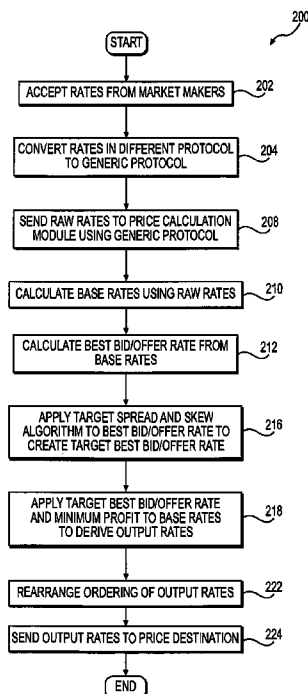 200
START
ACCEPT RATES FROM MARKET MAKERS
202
CONVERT RATES IN DIFFERENT PROTOCOL
TO GENERIC PROTOCOL
204
SEND RAW RATES TO PRICE CALCULATION
MODULE USING GENERIC PROTOCOL
208
CALCULATE BASE RATES USING RAW RATES
210
CALCULATE BEST BID/OFFER RATE FROM
BASE RATES
212
APPLY TARGET SPREAD AND SKEW
ALGORITHM TO BEST BID/OFFER RATE TO
CREATE TARGET BEST BID/OFFER RATE
216
APPLY TARGET BEST BID/OFFER RATE
AND MINIMUM PROFIT TO BASE RATES
TO DERIVE OUTPUT RATES
218
REARRANGE ORDERING OF OUTPUT RATES
222
SEND OUTPUT RATES TO PRICE DESTINATION
224
END